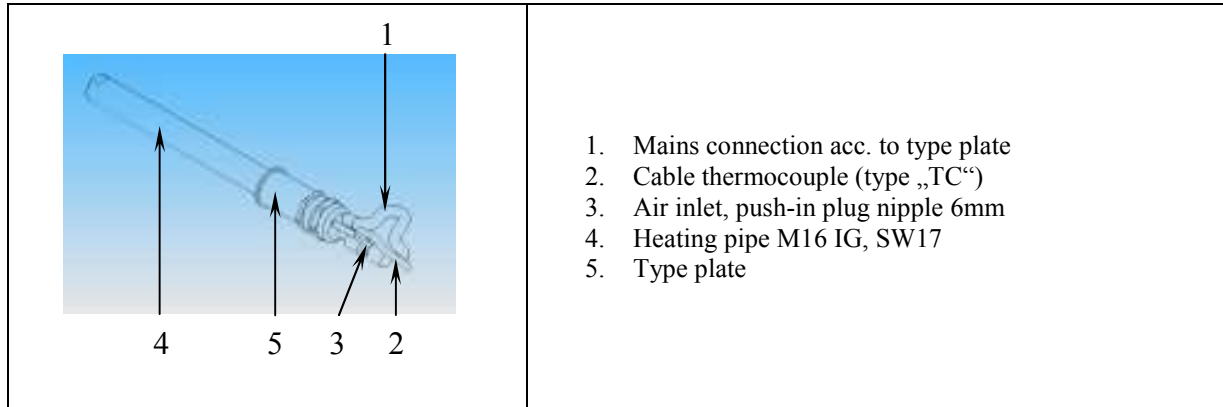 1
4 5 3 2
1. Mains connection acc. to type plate
2. Cable thermocouple (type „TC“)
3. Air inlet, push-in plug nipple 6mm
4. Heating pipe M16 IG, SW17
5. Type plate